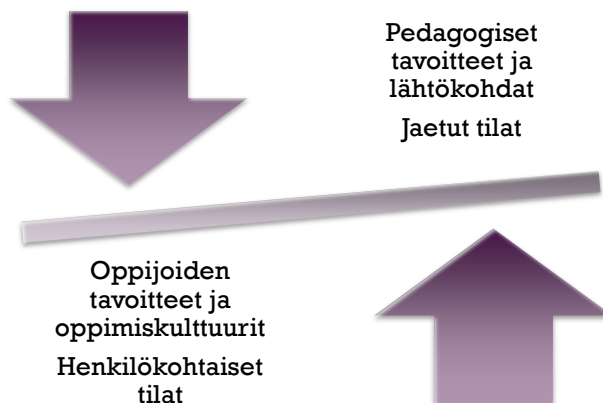 Pedagogiset
tavoitteet ja
lähtökohdat
Jaetut tilat
Oppijoiden
tavoitteet ja
oppimiskulttuurit
Henkilökohtaiset
tilat